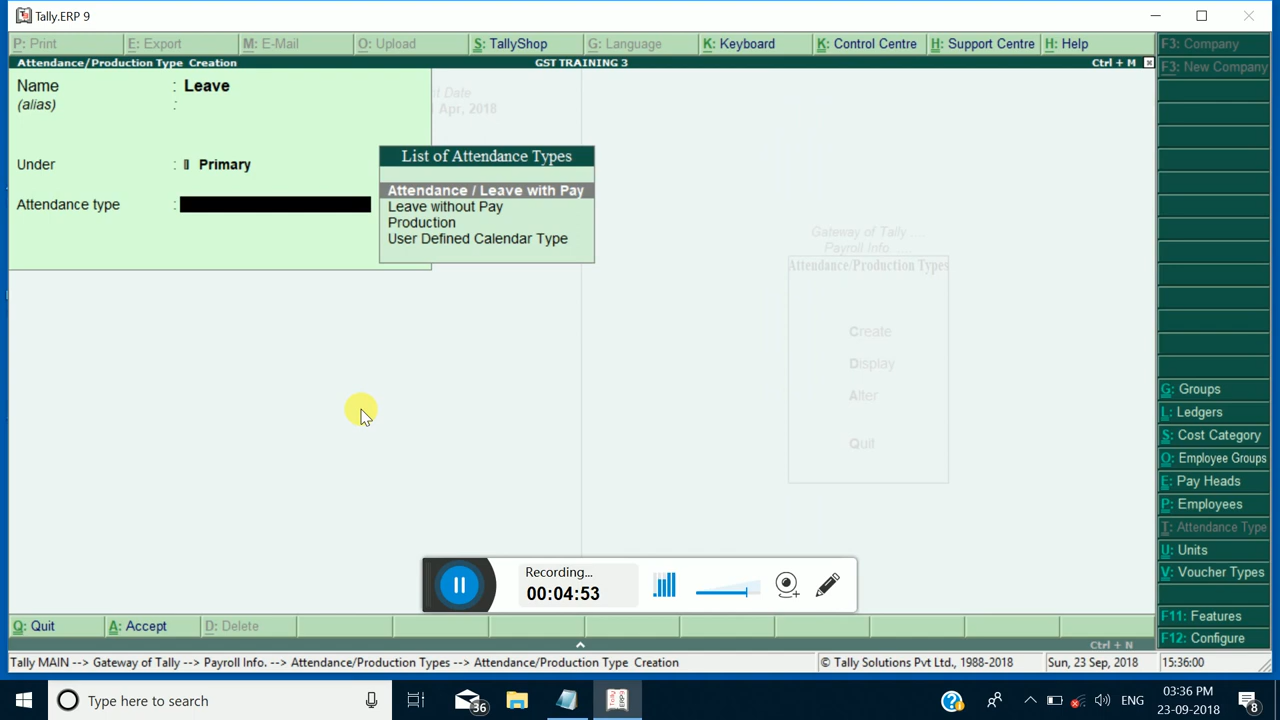 Tally.ERP 9
P: Print
E: Export
M: E-Mail
O: Upload
S: TallyShop
G: Language
K: Keyboard
K: Control Centre
H: Support Centre
H: Help
F3: Company
Attendance/Production Type Creation
GST TRAINING 3
Ctrl + M
F3: New Company
Name : Leave
(alias) :
Under : Primary
Attendance type :
1 Apr, 2018
List of Attendance Types
Attendance / Leave with Pay
Leave without Pay
Production
User Defined Calendar Type
Gateway of Tally .....
Payroll Info. .....
Attendance/Production Types
Create
Display
Alter
Quit
G: Groups
L: Ledgers
S: Cost Category
O: Employee Groups
E: Pay Heads
P: Employees
T: Attendance Type
U: Units
V: Voucher Types
F11: Features
F12: Configure
Recording...
00:04:53
Q: Quit
A: Accept
D: Delete
Ctrl + N
Tally MAIN --> Gateway of Tally --> Payroll Info. --> Attendance/Production Types --> Attendance/Production Type Creation
© Tally Solutions Pvt Ltd., 1988-2018
Sun, 23 Sep, 2018
15:36:00
Type here to search
36
ENG
03:36 PM
23-09-2018
8